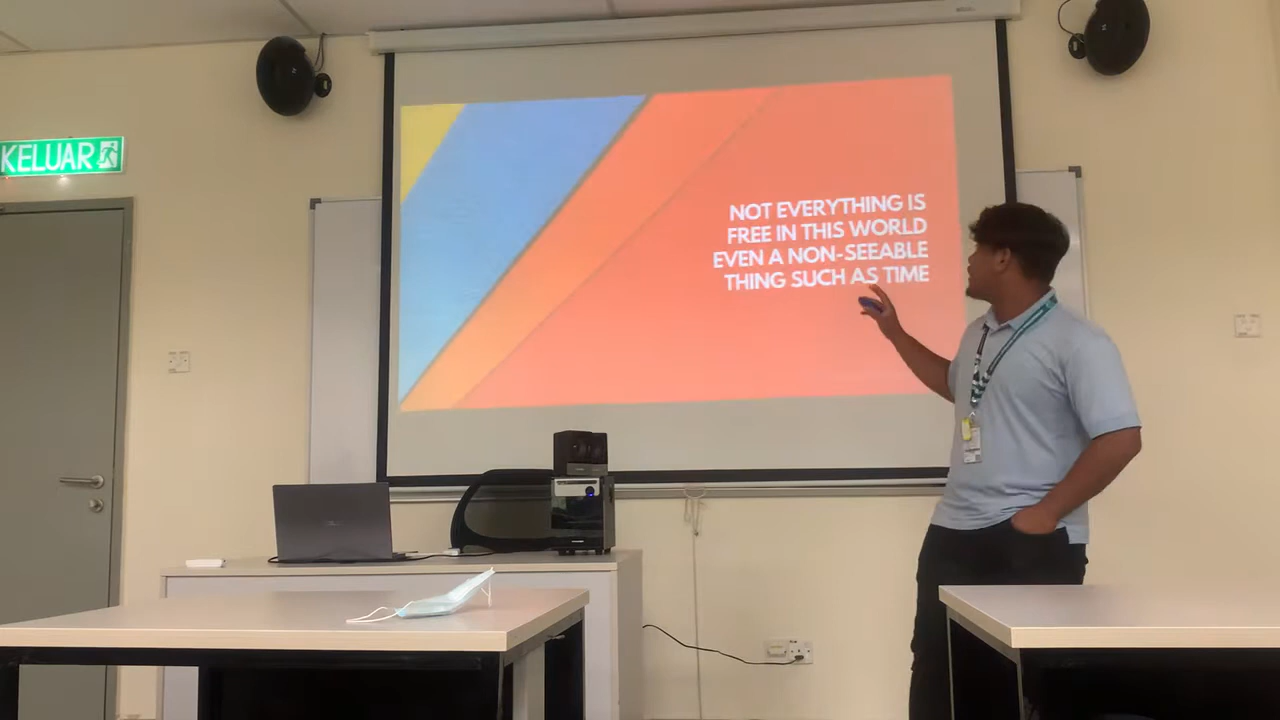 KELUAR
NOT EVERYTHING IS
FREE IN THIS WORLD
EVEN A NON-SEEABLE
THING SUCH AS TIME